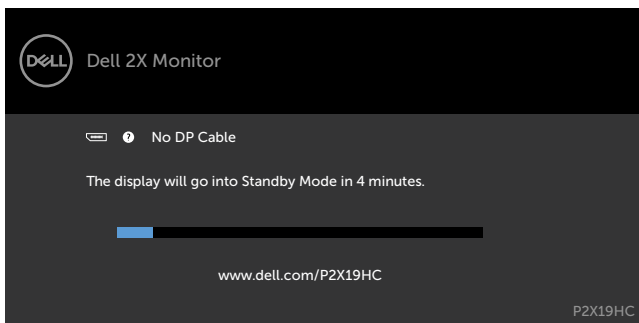 DELL
Dell 2X Monitor
? No DP Cable
The display will go into Standby Mode in 4 minutes.
www.dell.com/P2X19HC
P2X19HC